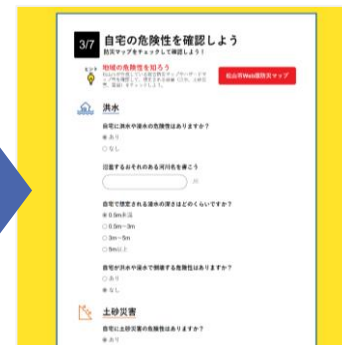 3/7
自宅の危険性を確認しよう
防災マップをチェックして確認しよう！
ヒント
地域の危険性を知ろう
松山市Web版防災マップ
洪水
自宅に洪水や浸水の危険性はありますか？
あり
なし
氾濫するおそれのある河川名を書こう
川
自宅で想定される浸水の深さはどのくらいですか？
0.5m未満
0.5m～3m
3m～5m
5m以上
自宅が洪水や浸水で倒壊する危険性はありますか？
あり
なし
土砂災害
自宅に土砂災害の危険性はありますか？
あり